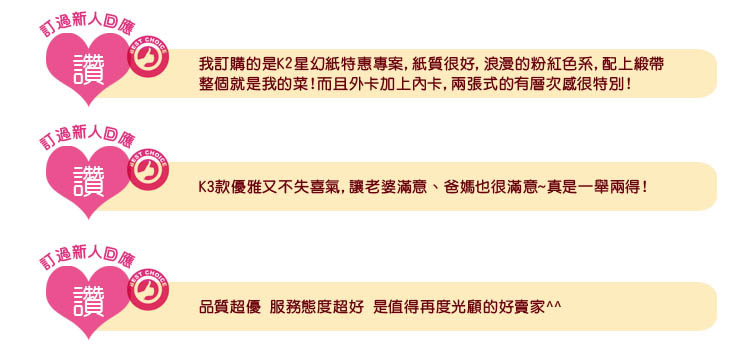 訂過新人回應
讚
BEST CHOICE
我訂購的是K2星幻紙特惠專案,紙質很好,浪漫的粉紅色系,配上緞帶
整個就是我的菜!而且外卡加上內卡,兩張式的有層次感很特別!
訂過新人回應
讚
BEST CHOICE
K3款優雅又不失喜氣,讓老婆滿意、爸媽也很滿意~真是一舉兩得!
訂過新人回應
讚
BEST CHOICE
品質超優 服務態度超好 是值得再度光顧的好賣家^^